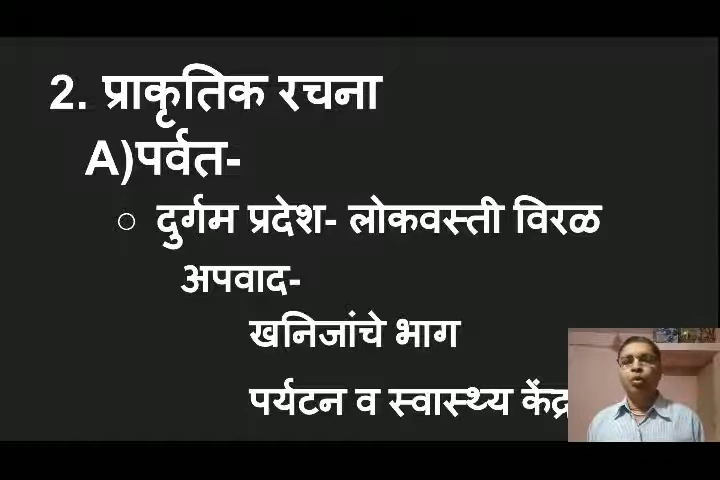 2. प्राकृतिक रचना
A)पर्वत-
○ दुर्गम प्रदेश- लोकवस्ती विरळ
अपवाद-
खनिजांचे भाग
पर्यटन व स्वास्थ्य केंद्र